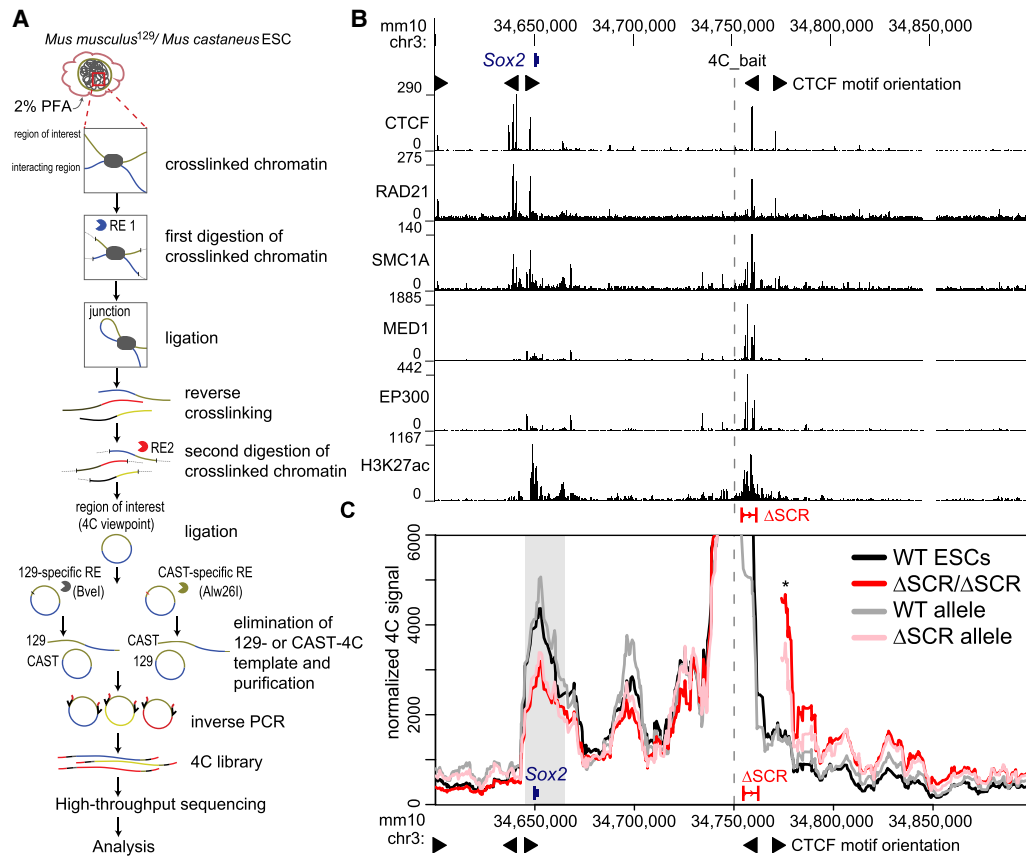 A
Mus musculus129/ Mus castaneus ESC
2% PFA
region of interest
interacting region
crosslinked chromatin
RE 1
first digestion of
crosslinked chromatin
junction
ligation
reverse
crosslinking
RE2
second digestion of
crosslinked chromatin
region of interest
(4C viewpoint)
ligation
129-specific RE
(BveI)
CAST-specific RE
(Alw26I)
129
CAST
CAST
129
elimination of
129- or CAST-4C
template and
purification
inverse PCR
4C library
High-throughput sequencing
Analysis
B
mm10
chr3:
34,650,000
34,700,000
34,760,000
34,800,000
34,850,000
Sox2
4C_bait
CTCF motif orientation
290
CTCF
0
275
RAD21
0
140
SMC1A
0
1885
MED1
0
442
EP300
0
1167
H3K27ac
0
ΔSCR
C
normalized 4C signal
6000
4000
2000
0
WT ESCs
ΔSCR/ΔSCR
WT allele
ΔSCR allele
*
Sox2
ΔSCR
mm10
chr3:
34,650,000
34,700,000
34,760,000
34,800,000
34,850,000
CTCF motif orientation